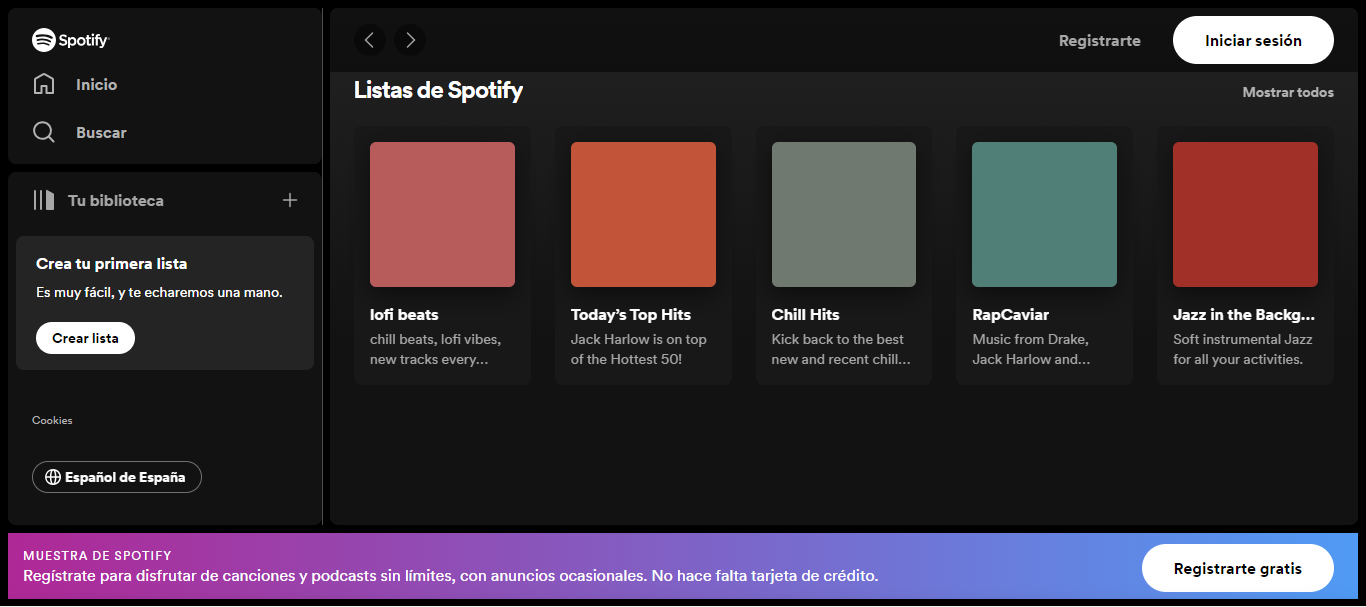 Spotify
Inicio
Buscar
Tu biblioteca
Crea tu primera lista
Es muy fácil, y te echaremos una mano.
Crear lista
Cookies
Español de España
Registrarte
Iniciar sesión
Listas de Spotify
Mostrar todos
lofi beats
chill beats, lofi vibes,
new tracks every...
Today’s Top Hits
Jack Harlow is on top
of the Hottest 50!
Chill Hits
Kick back to the best
new and recent chill...
RapCaviar
Music from Drake,
Jack Harlow and...
Jazz in the Backg...
Soft instrumental Jazz
for all your activities.
MUESTRA DE SPOTIFY
Regístrate para disfrutar de canciones y podcasts sin límites, con anuncios ocasionales. No hace falta tarjeta de crédito.
Registrarte gratis